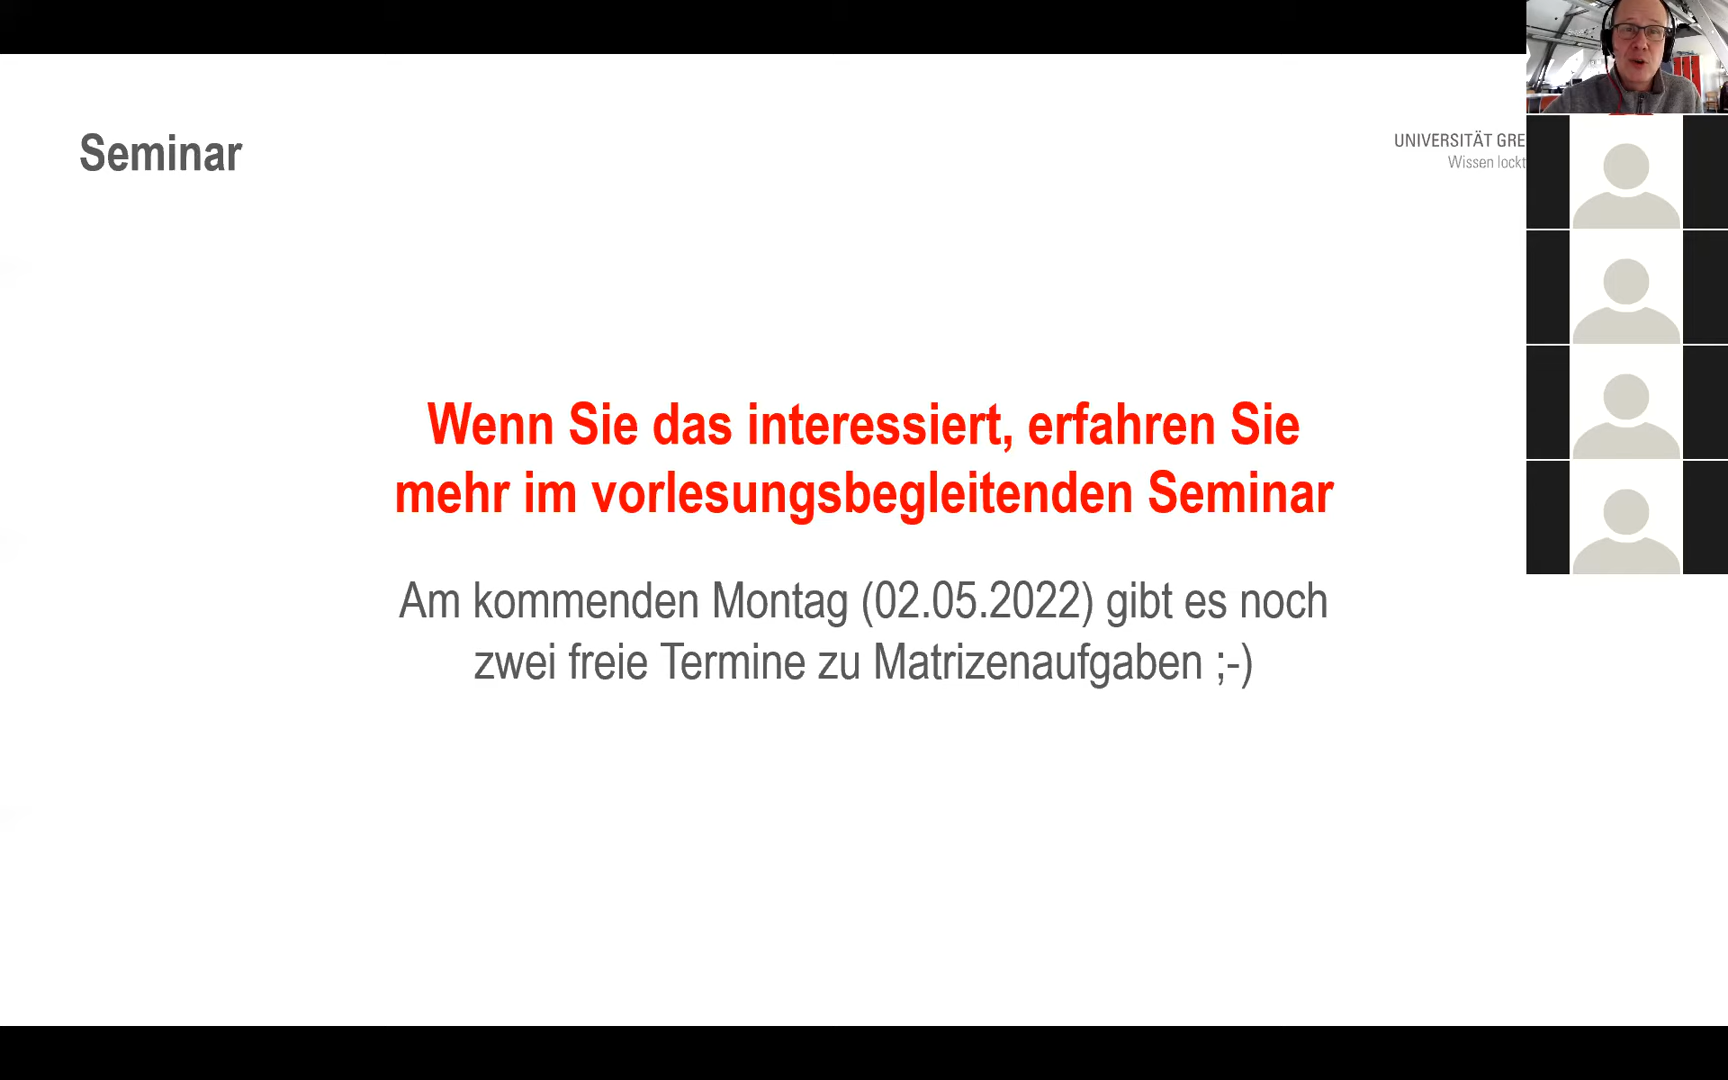 Seminar
UNIVERSITÄT GRE
Wissen lockt
Wenn Sie das interessiert, erfahren Sie
mehr im vorlesungsbegleitenden Seminar
Am kommenden Montag (02.05.2022) gibt es noch
zwei freie Termine zu Matrizenaufgaben ;-)